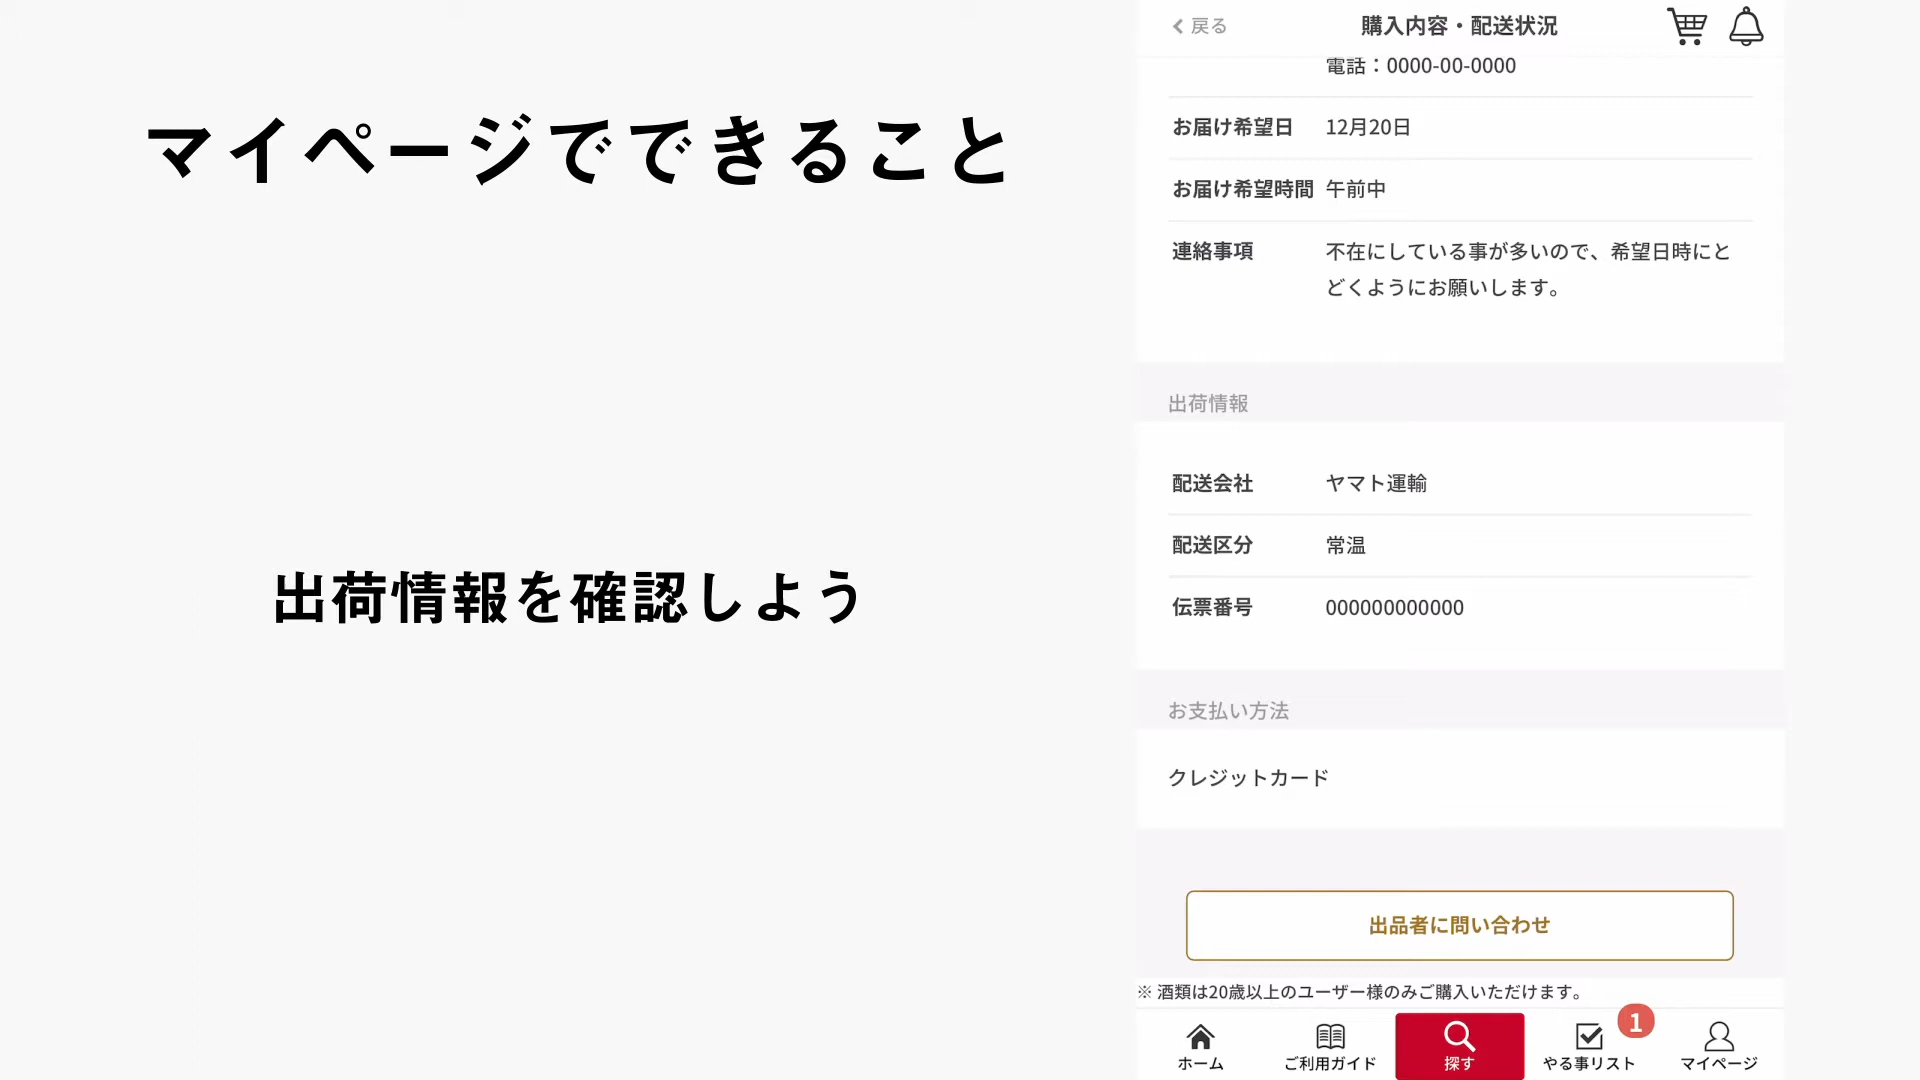 マイページでできること
出荷情報を確認しよう
戻る
購入内容・配送状況
電話：0000-00-0000
お届け希望日 12月20日
お届け希望時間 午前中
連絡事項 不在にしている事が多いので、希望日時にと
どくようにお願いします。
出荷情報
配送会社 ヤマト運輸
配送区分 常温
伝票番号 000000000000
お支払い方法
クレジットカード
出品者に問い合わせ
※ 酒類は20歳以上のユーザー様のみご購入いただけます。
1
ホーム ご利用ガイド 探す やる事リスト マイページ